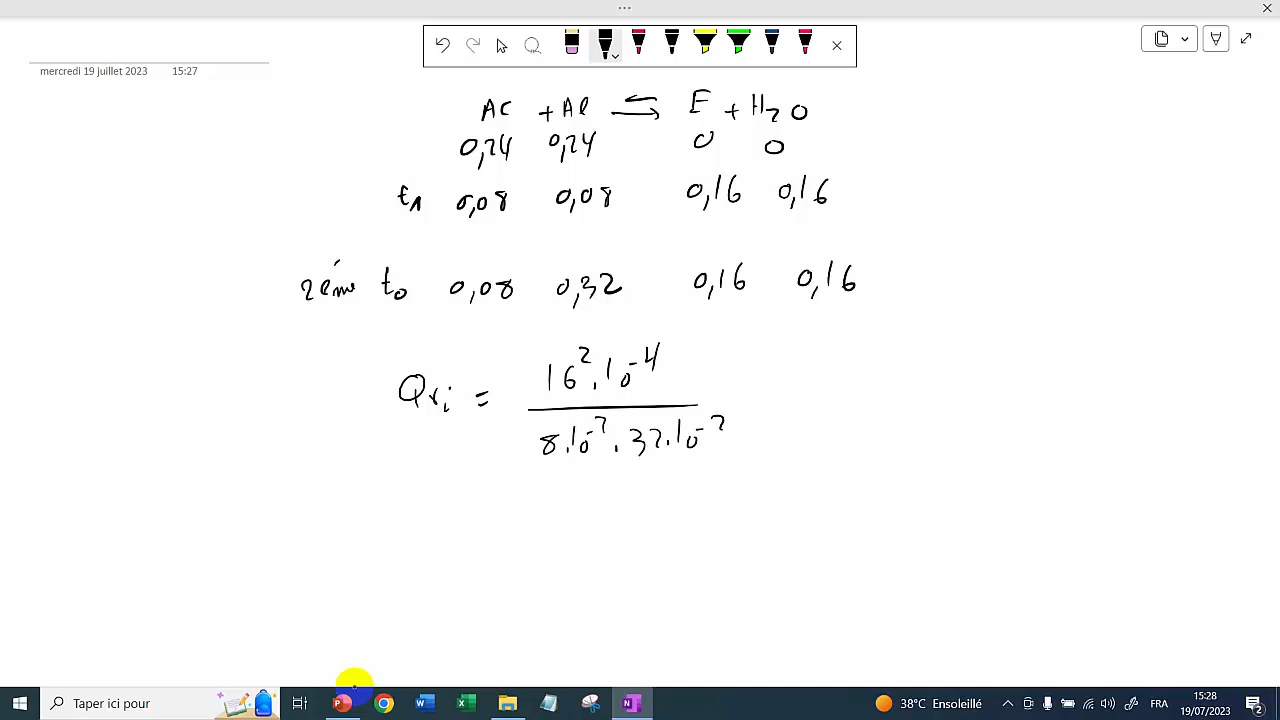 mercredi 19 juillet 2023 15:27
AC + Al ⇌ E + H2O
0,24 0,24 0 0
t1 0,08 0,08 0,16 0,16
2éme t0 0,08 0,32 0,16 0,16
Qri = 16².10⁻⁴
8.10⁻².32.10⁻²
Taper ici pour
38°C Ensoleillé FRA 15:28
19/07/2023 2